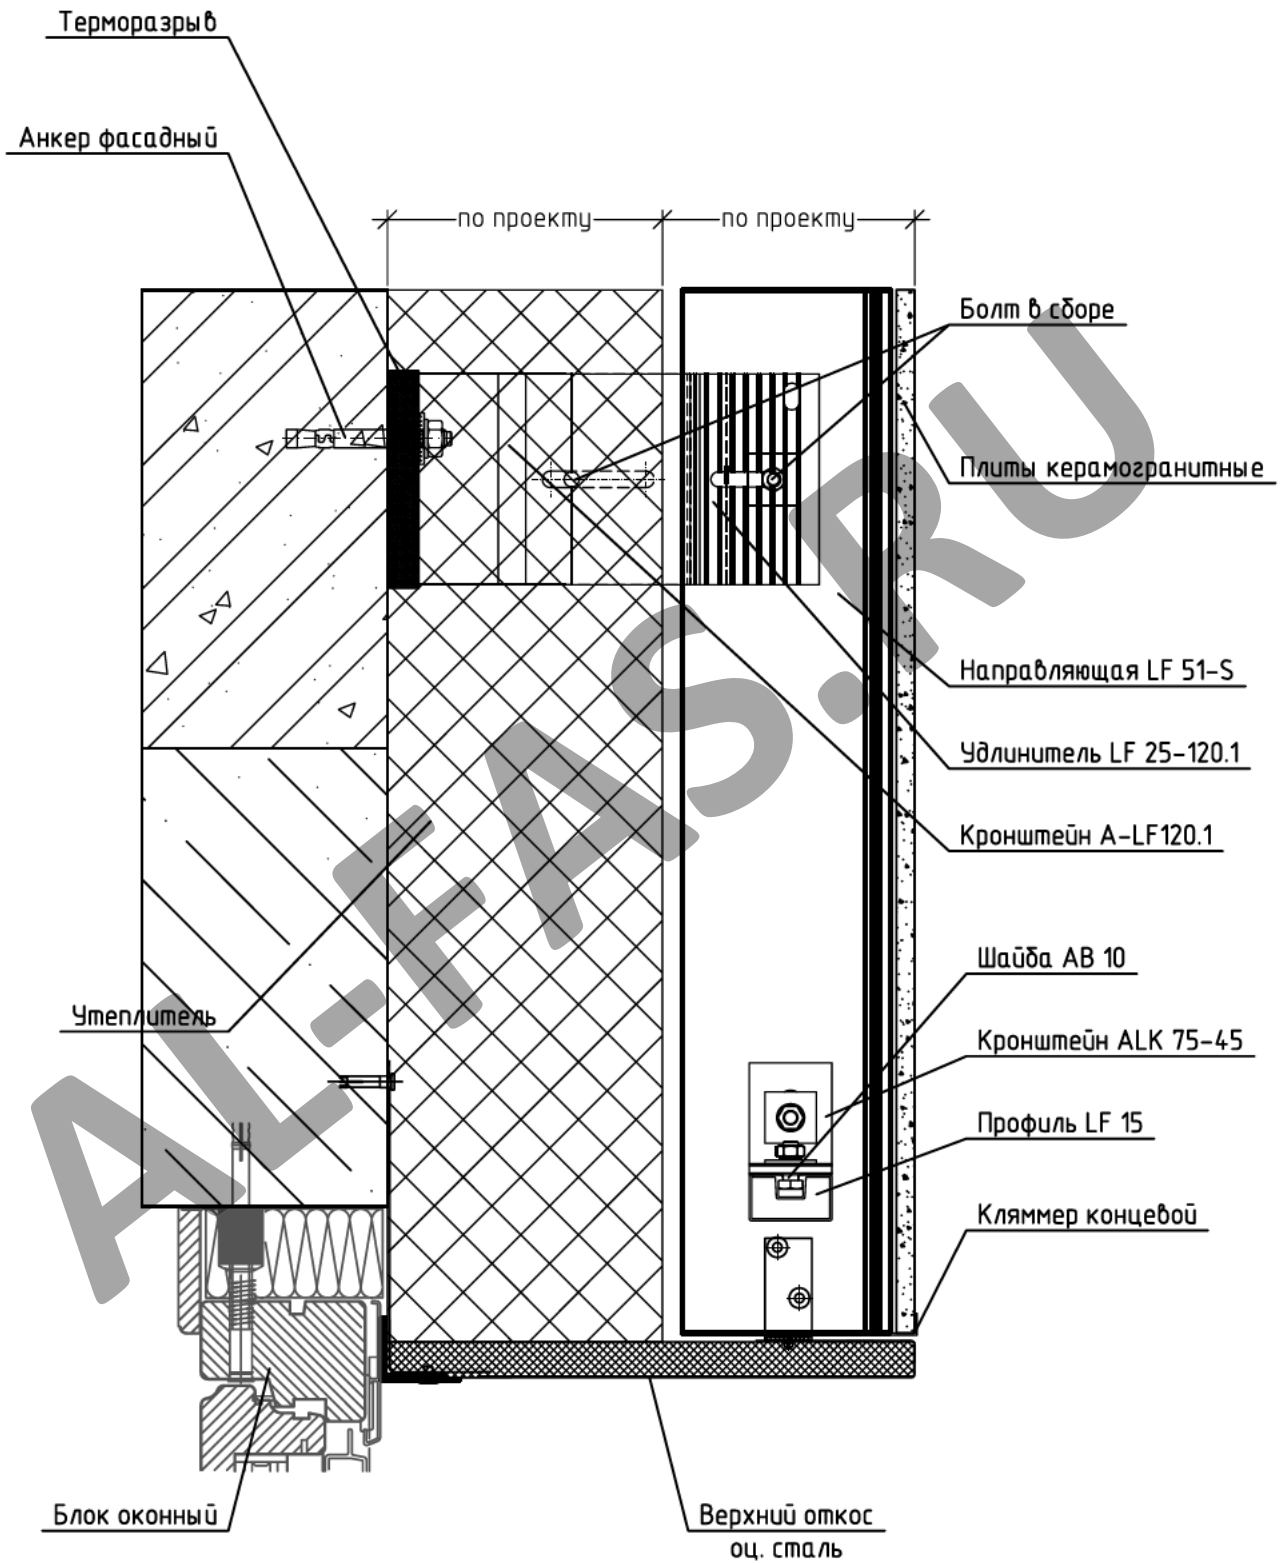 Терморазрыв
Анкер фасадный
по проекту
по проекту
Болт в сборе
Плиты керамогранитные
Направляющая LF 51-S
Удлинитель LF 25-120.1
Кронштейн A-LF120.1
Шайба АВ 10
Утеплитель
Кронштейн ALK 75-45
Профиль LF 15
Кляммер концевой
Блок оконный
Верхний откос
оц. сталь
AL-FAS.RU